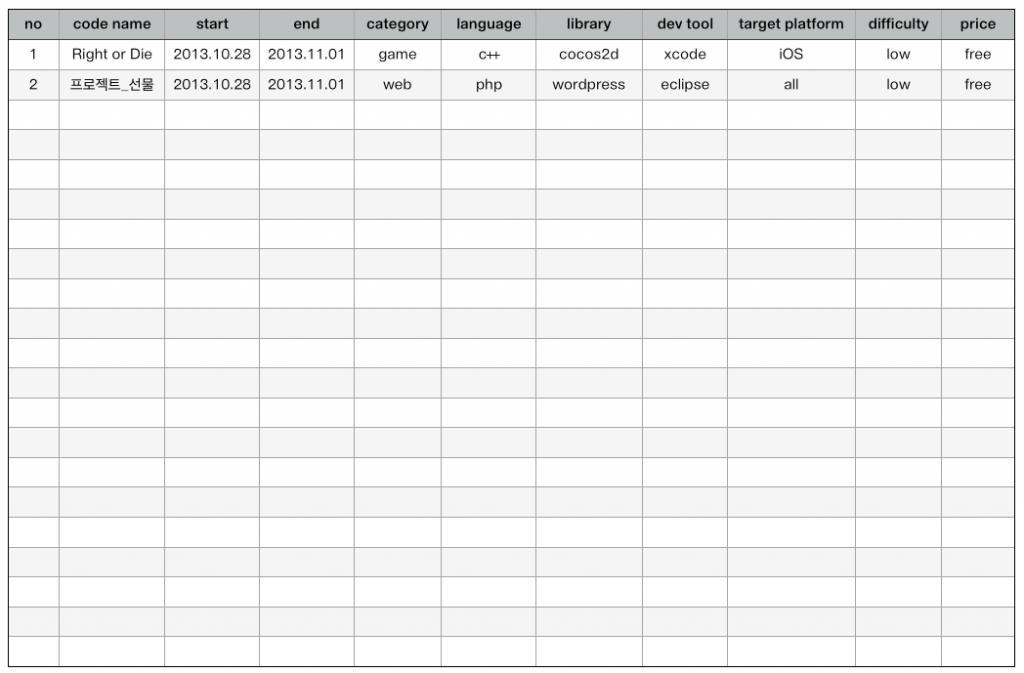 no code name start end category language library dev tool target platform difficulty price
1 Right or Die 2013.10.28 2013.11.01 game c++ cocos2d xcode iOS low free
2 프로젝트_선물 2013.10.28 2013.11.01 web php wordpress eclipse all low free